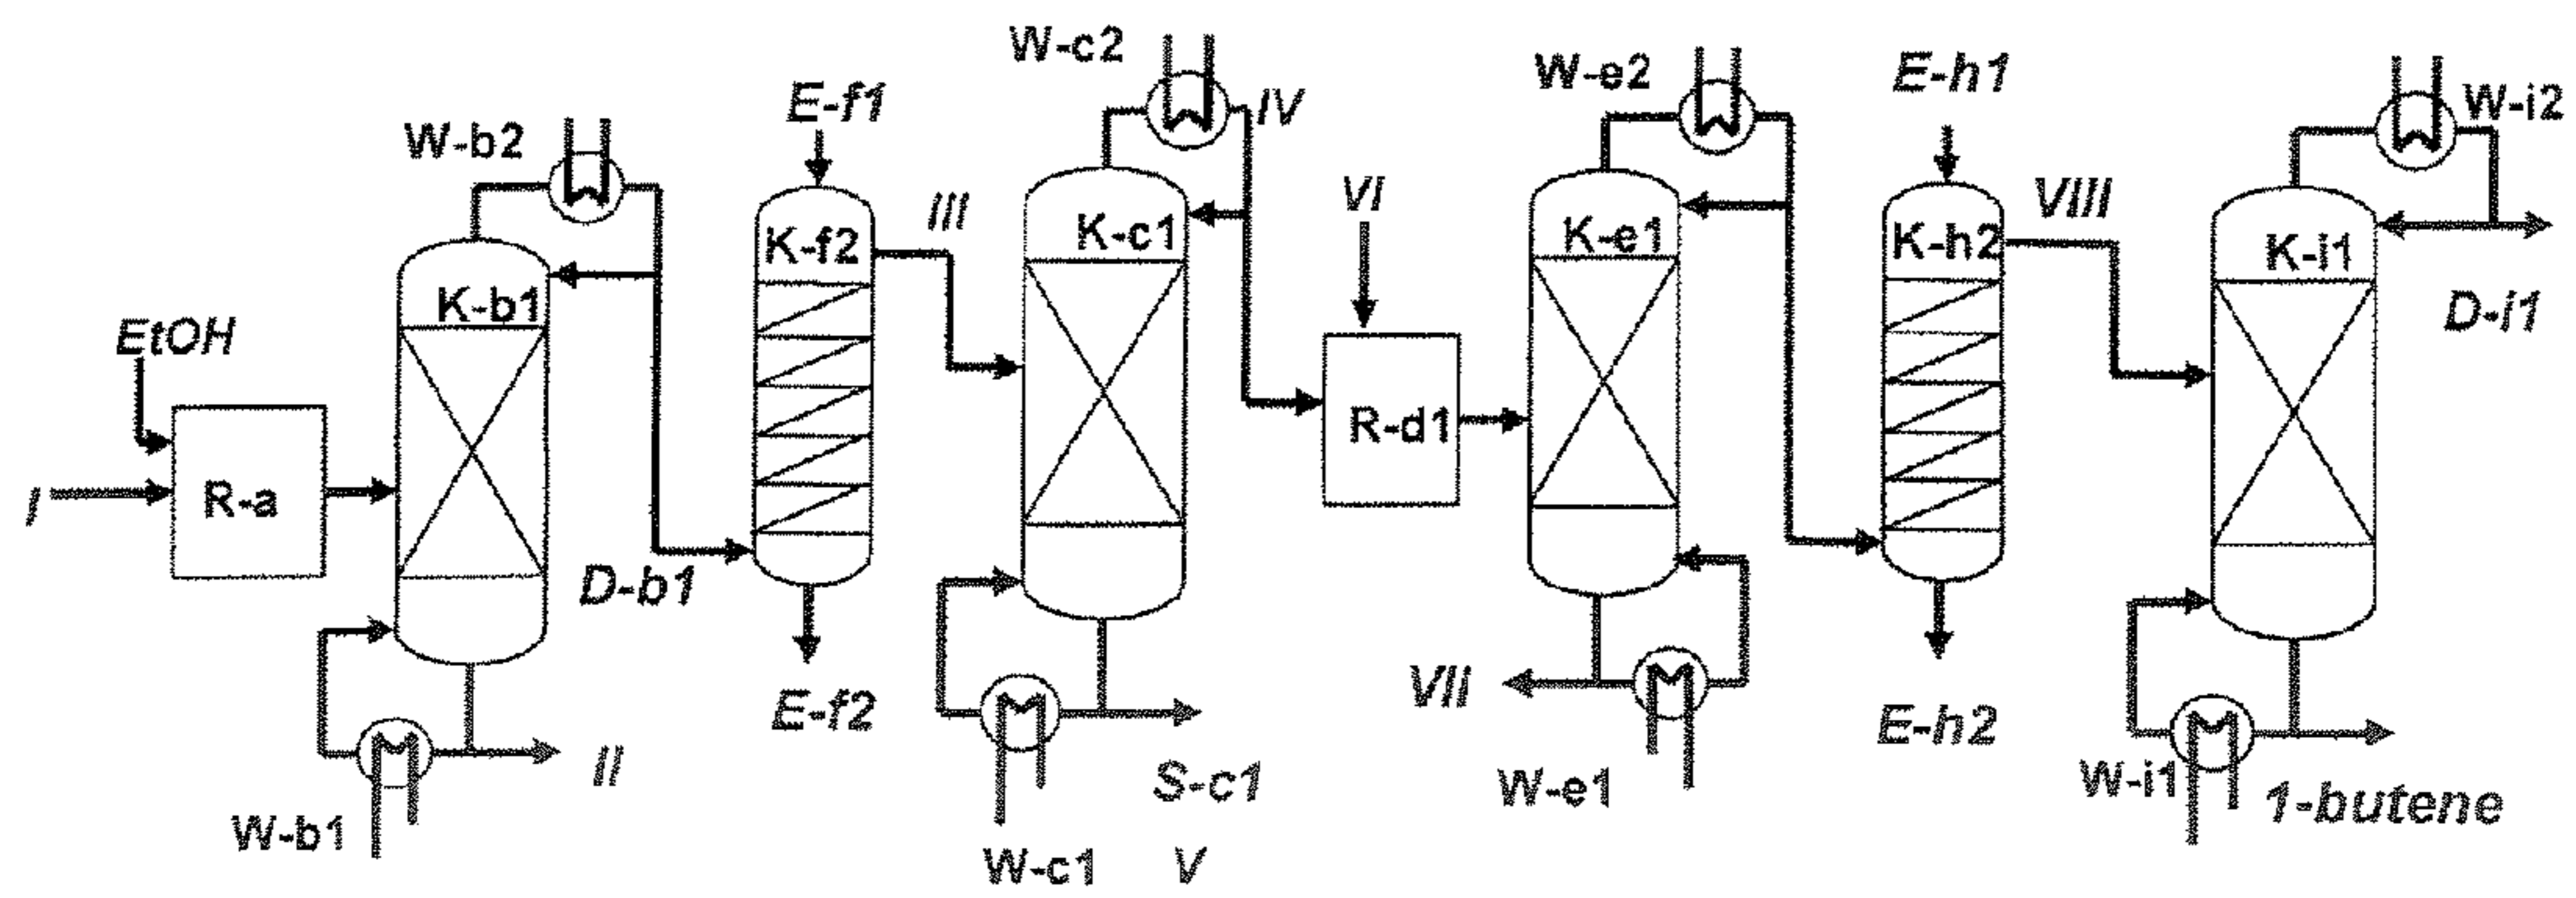 W-c2
W-e2
E-h1
W-i2
W-b2
E-f1
IV
III
VI
VIII
K-f2
K-c1
K-e1
K-h2
K-i1
K-b1
EtOH
D-i1
R-d1
I
R-a
D-b1
E-f2
VII
E-h2
II
S-c1
W-e1
W-i1
1-butene
W-b1
W-c1
V